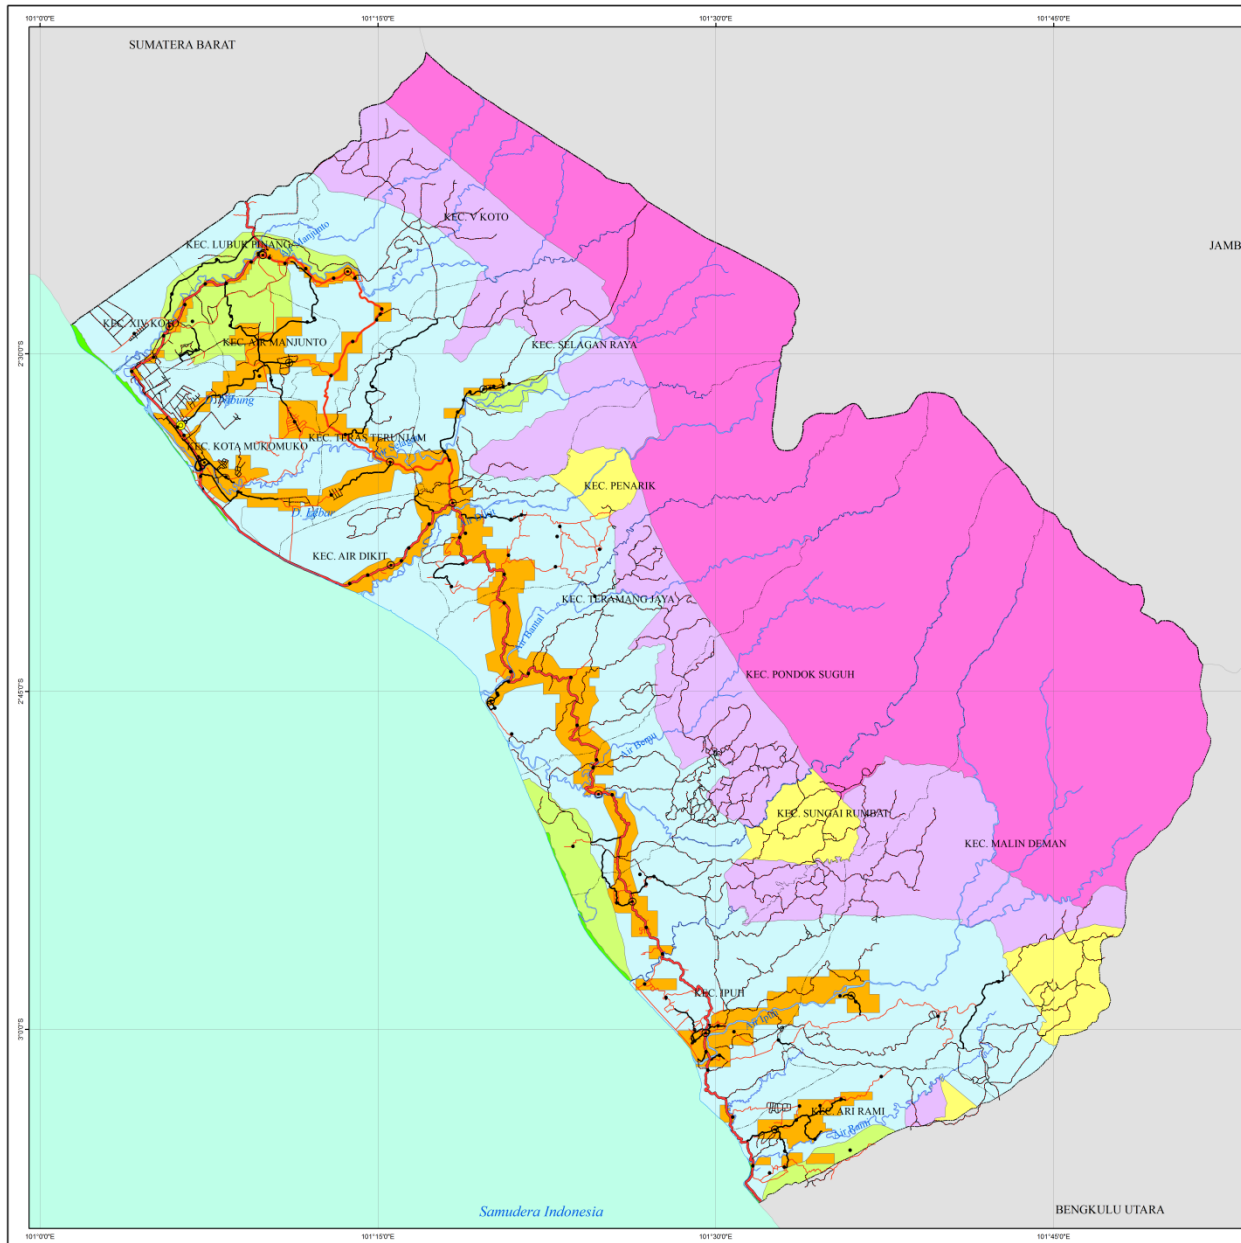 101°0'0"E 101°15'0"E 101°30'0"E 101°45'0"E
SUMATERA BARAT
KEC. V KOTO
Air Manjunto
KEC. LUBUK PINANG
JAMB
KEC. XIV KOTO
KEC. AIR MANJUNTO
KEC. SELAGAN RAYA
2°30'0"S
KEC. TERAS TERUNJAM
KEC. KOTA MUKOMUKO
Air Selagan
KEC. PENARIK
D. Lebar
Air Dikit
KEC. AIR DIKIT
KEC. TERAMANG JAYA
Air Bantal
KEC. PONDOK SUGUH
2°45'0"S
KEC. SUNGAI RUMBAI
KEC. MALIN DEMAN
KEC. IPUH
Air Ipuh
3°0'0"S
KEC. ARI RAMI
Samudera Indonesia
BENGKULU UTARA
101°0'0"E 101°15'0"E 101°30'0"E 101°45'0"E